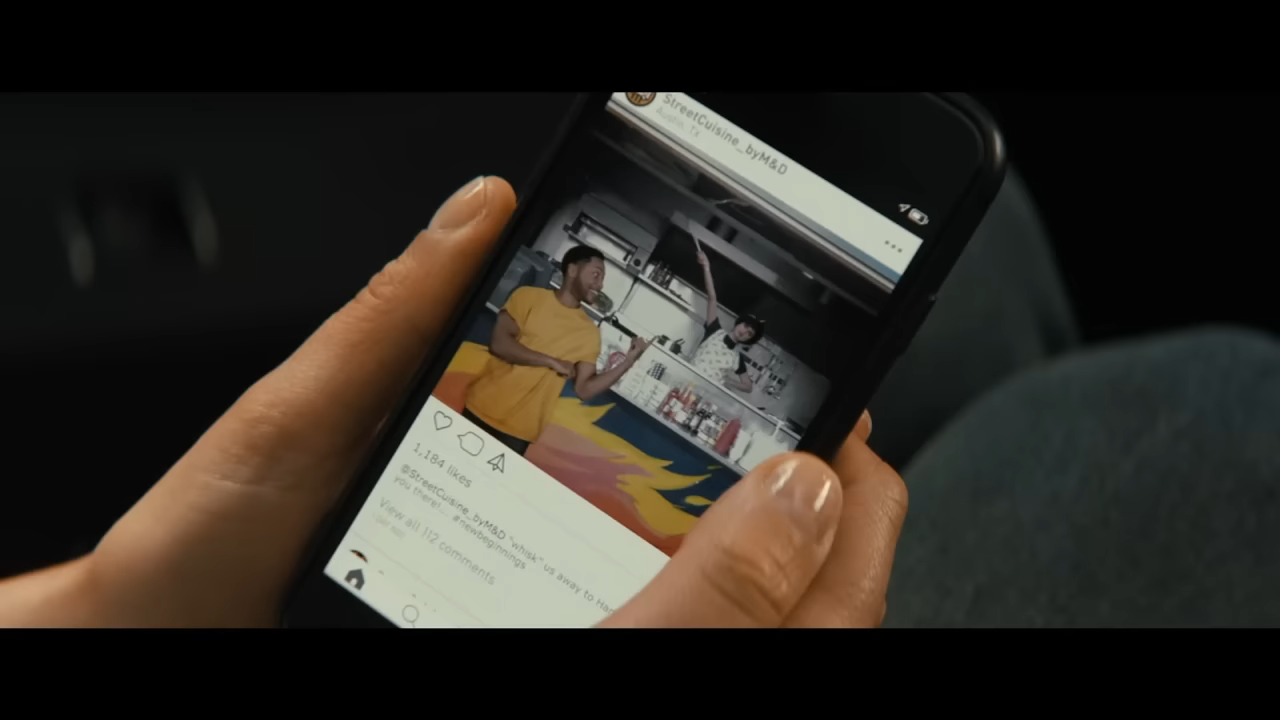 StreetCuisine_byM&D
Austin, TX
1,184 likes
@StreetCuisine_byM&D "whisk" us away to
you there!... #newbeginnings
View all 112 comments